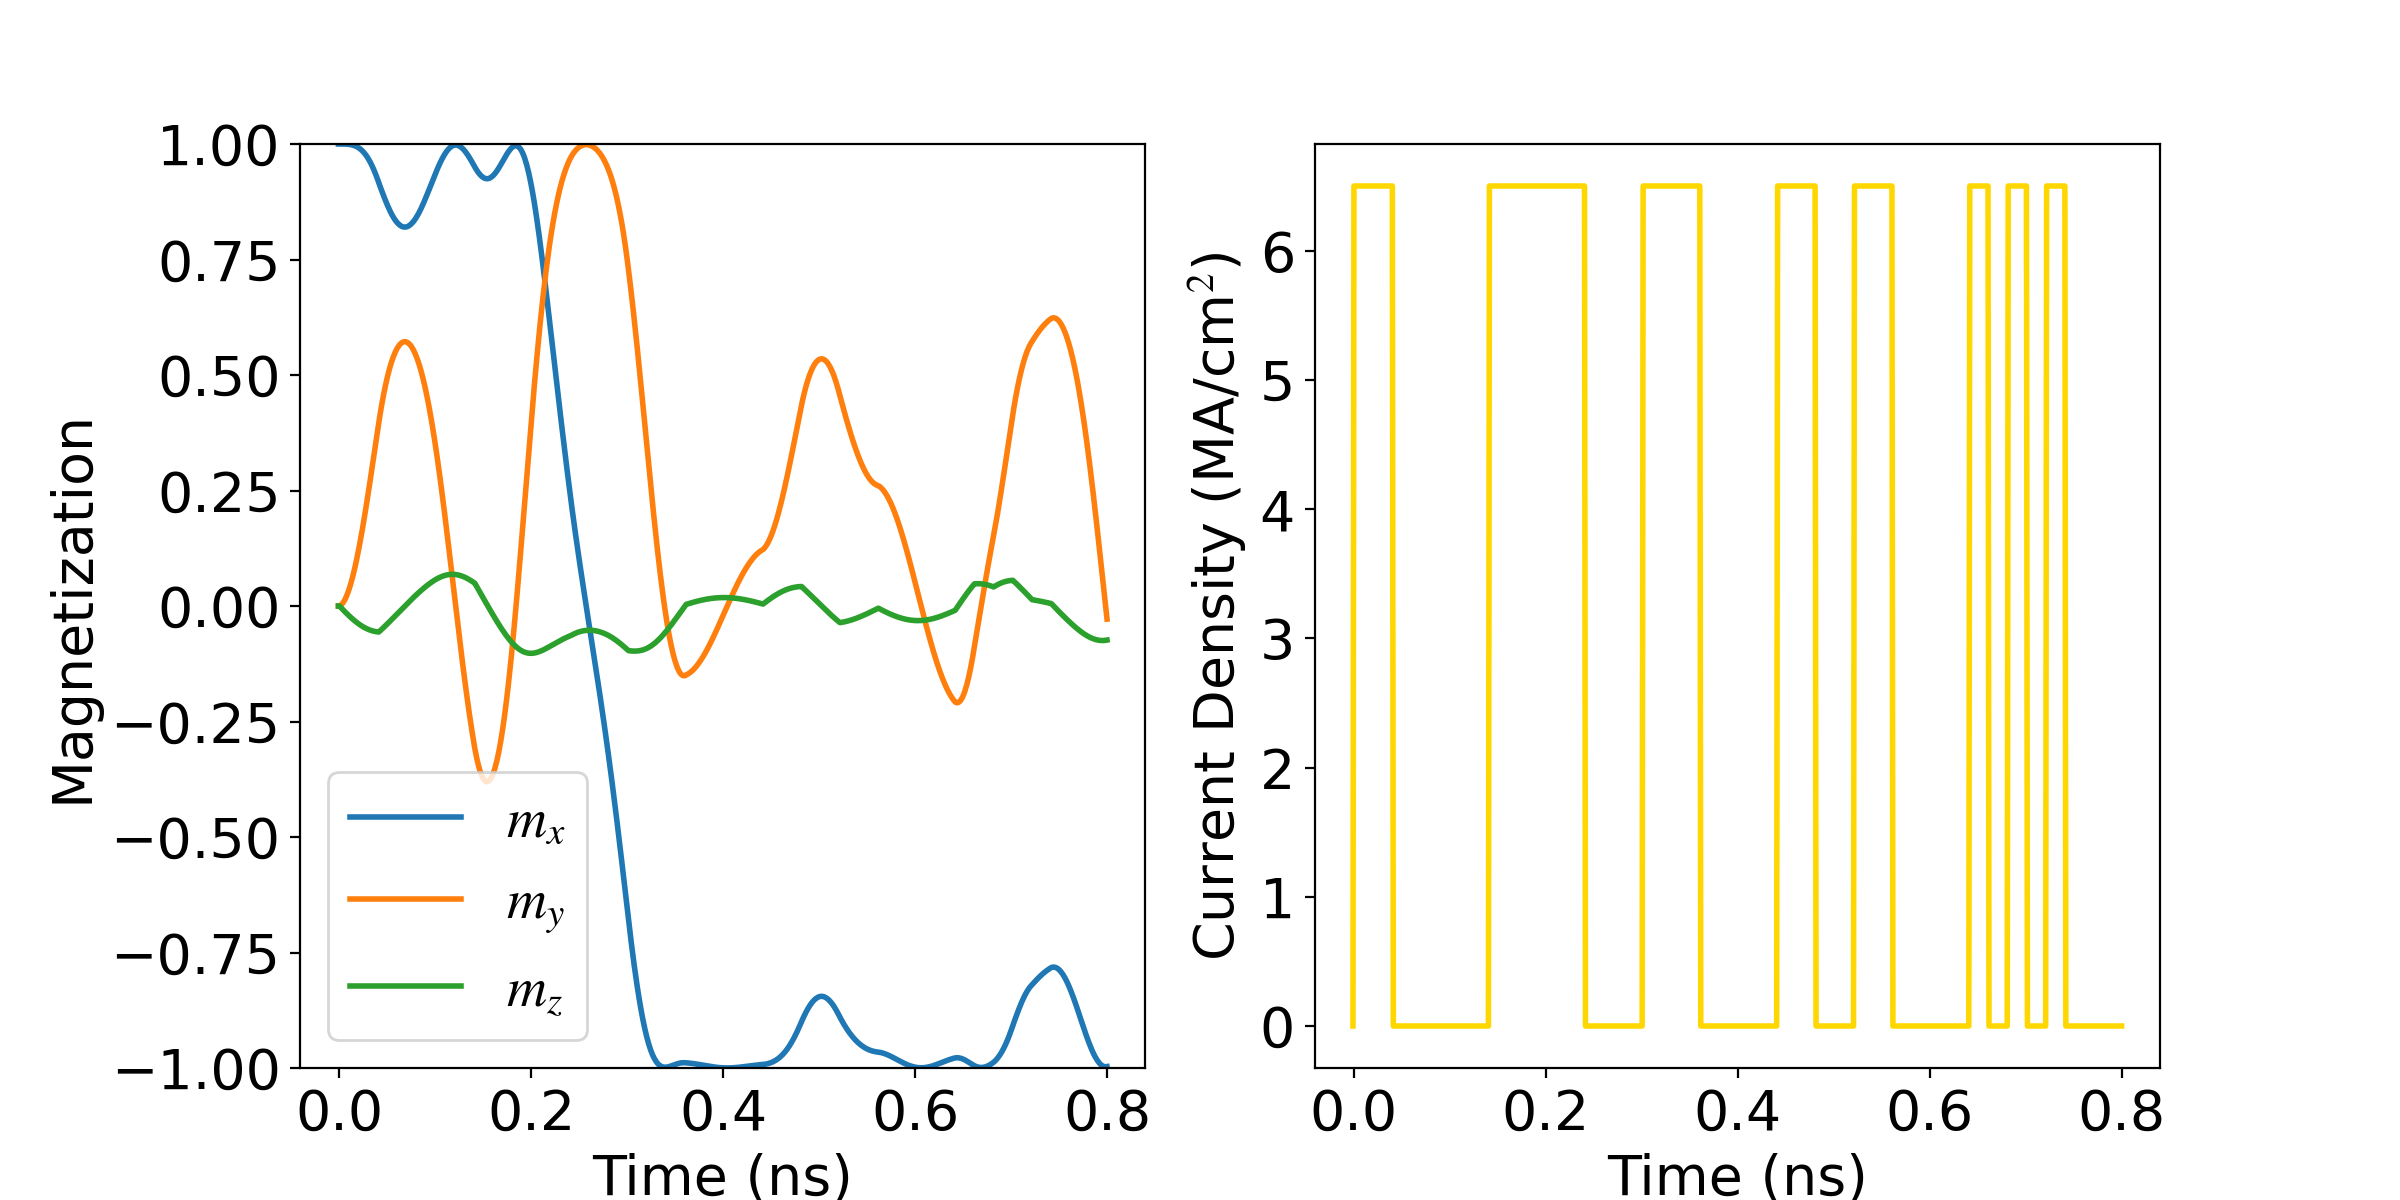 Magnetization
1.00
0.75
0.50
0.25
0.00
−0.25
−0.50
−0.75
−1.00
m_x
m_y
m_z
0.0 0.2 0.4 0.6 0.8
Time (ns)
Current Density (MA/cm²)
6
5
4
3
2
1
0
0.0 0.2 0.4 0.6 0.8
Time (ns)